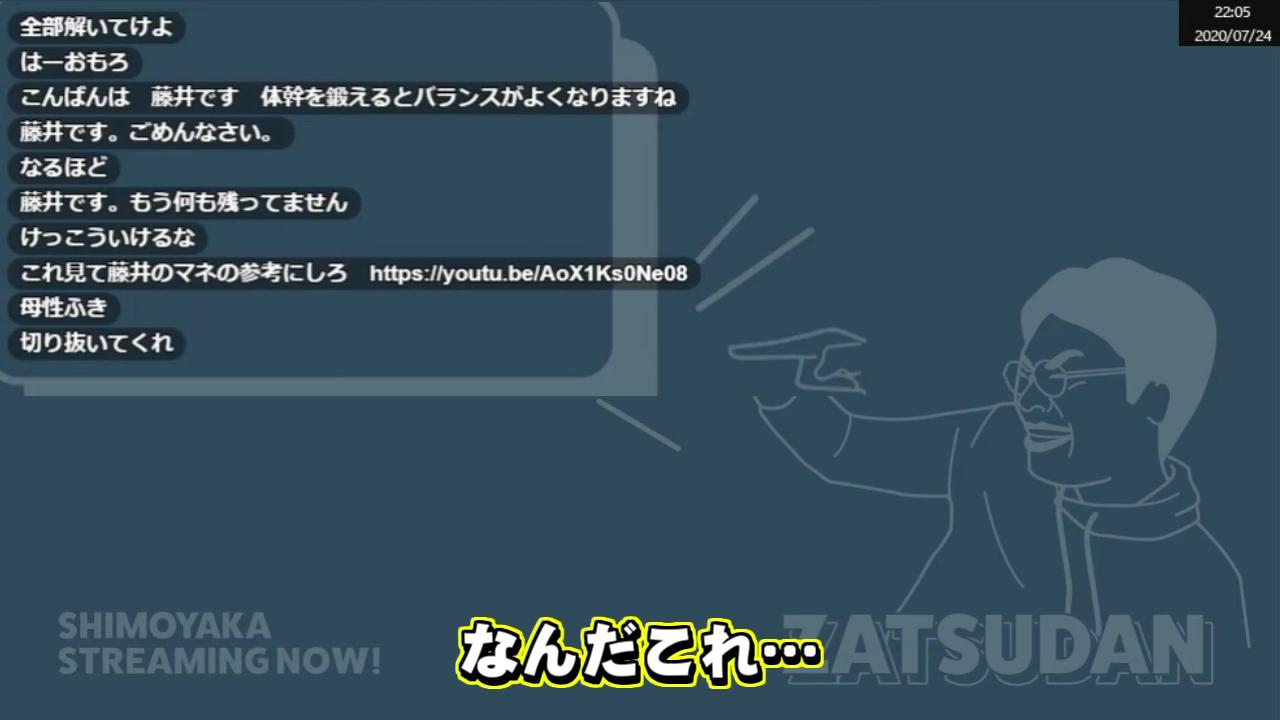 全部解いてけよ
はーおもろ
こんばんは　藤井です　体幹を鍛えるとバランスがよくなりますね
藤井です。ごめんなさい。
なるほど
藤井です。もう何も残ってません
けっこういけるな
これ見て藤井のマネの参考にしろ　https://youtu.be/AoX1Ks0Ne08
母性ふき
切り抜いてくれ
22:05
2020/07/24
SHIMOYAKA
STREAMING NOW!
なんだこれ…
ZATSUDAN